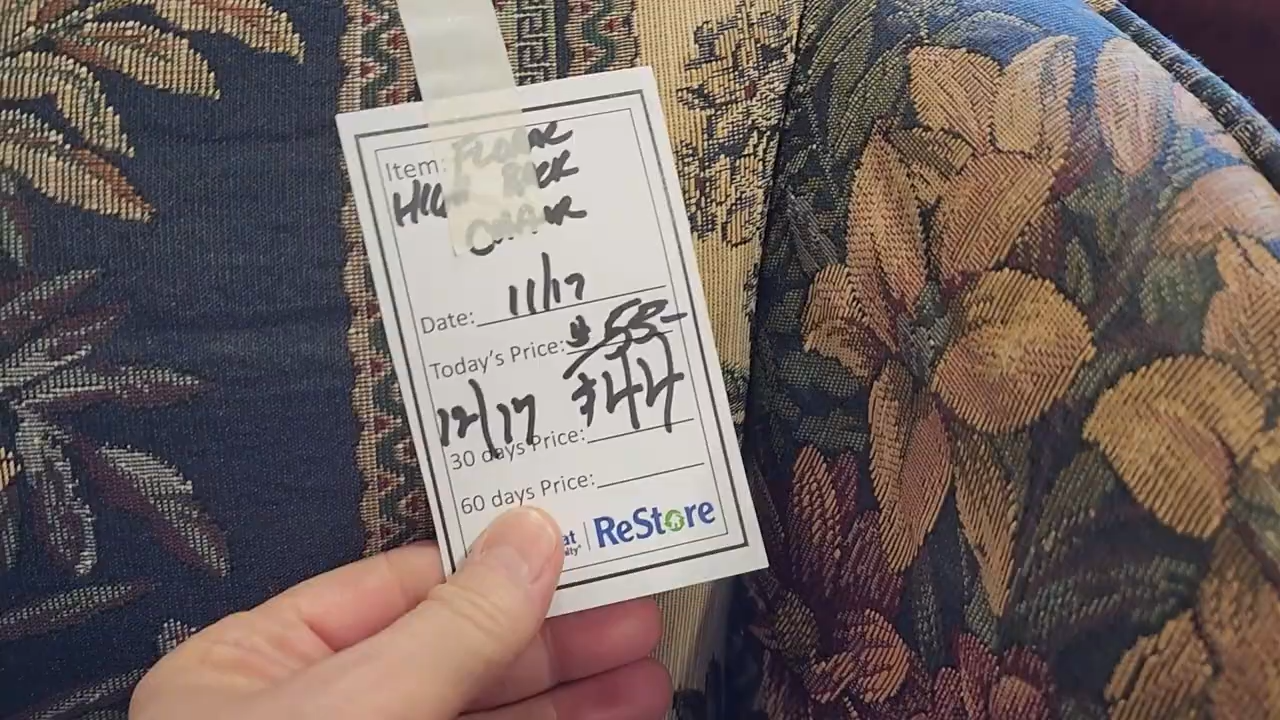 Item: FLORAL
HIGH BACK
CHAIR
Date: 11/17
Today's Price: $55-
12/17 $44
30 days Price:
60 days Price:
ReStore